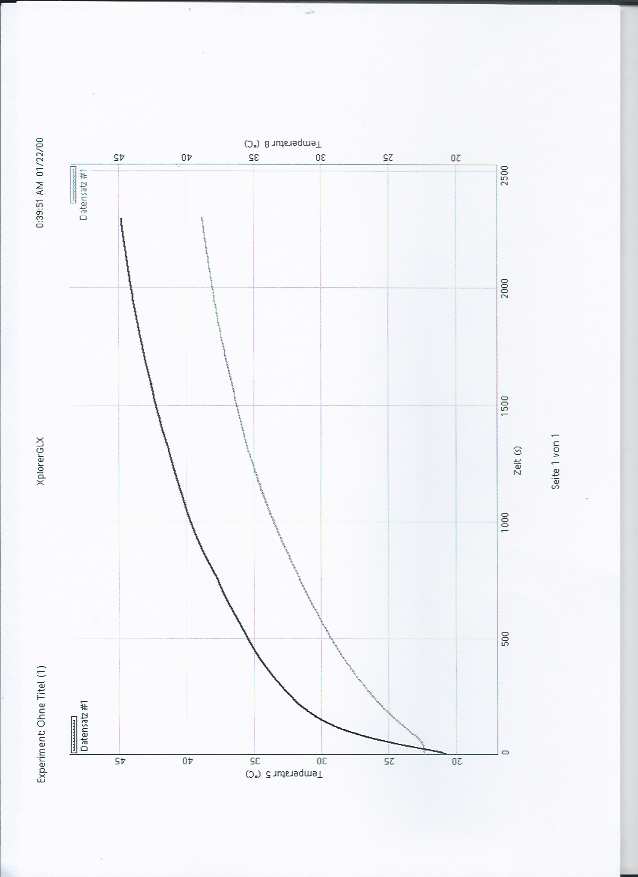 Experiment: Ohne Titel (1) XplorerGLX 0:39:51 AM 01/22/00
Datensatz #1
Datensatz #1
Temperatur 5 (°C)
45
40
35
30
25
20
Temperatur 8 (°C)
45
40
35
30
25
20
0 500 1000 1500 2000 2500
Zeit (s)
Seite 1 von 1